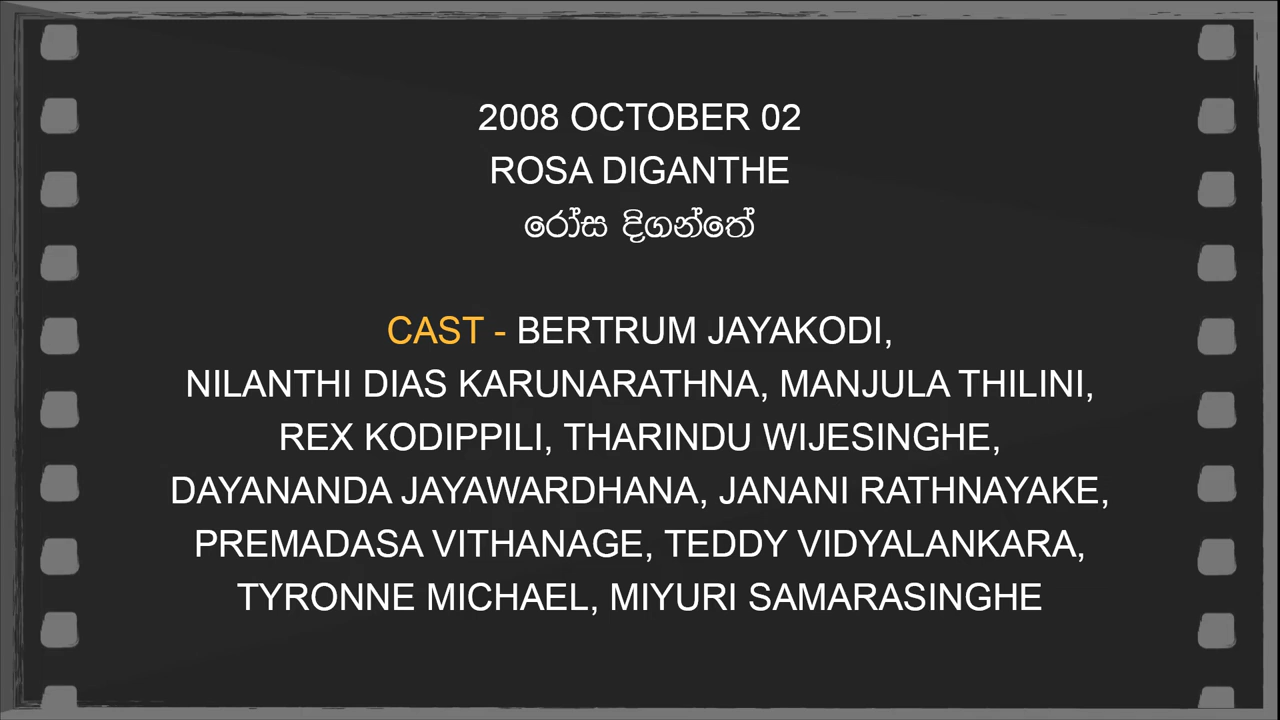 2008 OCTOBER 02
ROSA DIGANTHE
රෝස දිගන්තේ
CAST - BERTRUM JAYAKODI,
NILANTHI DIAS KARUNARATHNA, MANJULA THILINI,
REX KODIPPILI, THARINDU WIJESINGHE,
DAYANANDA JAYAWARDHANA, JANANI RATHNAYAKE,
PREMADASA VITHANAGE, TEDDY VIDYALANKARA,
TYRONNE MICHAEL, MIYURI SAMARASINGHE